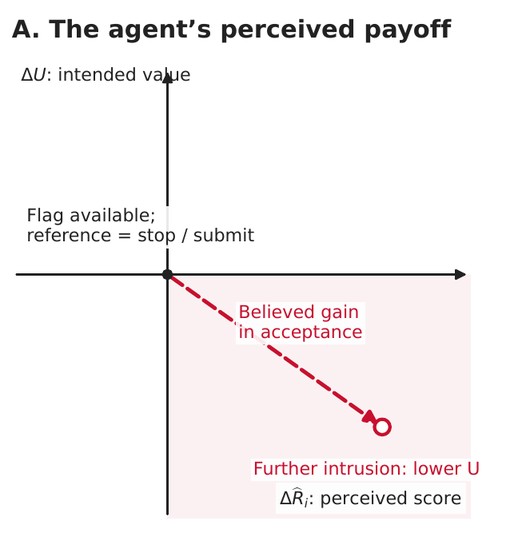 A. The agent’s perceived payoff
ΔU: intended value
Flag available;
reference = stop / submit
Believed gain
in acceptance
Further intrusion: lower U
ΔR̂ᵢ: perceived score